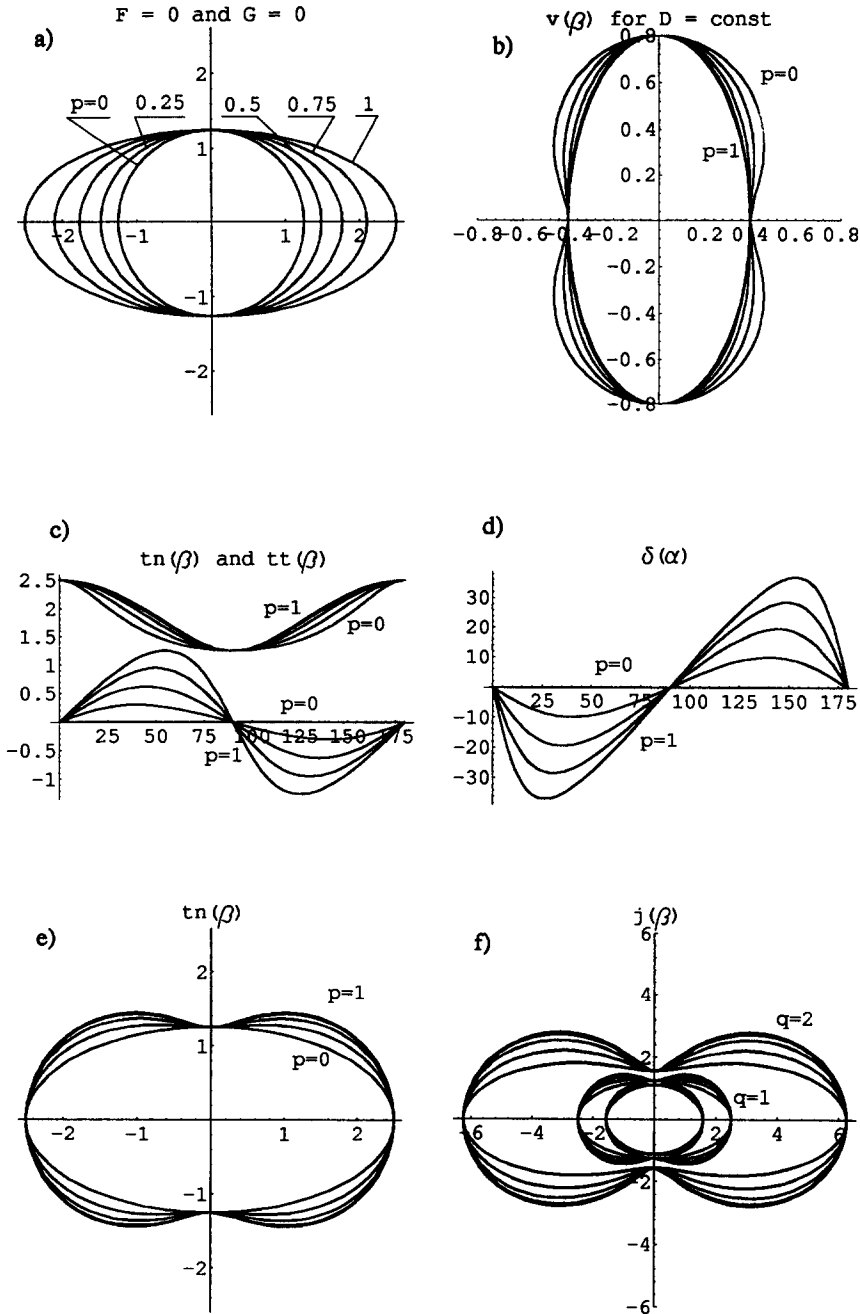 a)
F = 0 and G = 0
2
p=0 0.25 0.5 0.75 1
1
-2 -1 1 2
-1
-2
b)
v(β) for D = const
0.8
p=0
0.6
0.4
p=1
0.2
-0.8 -0.6 -0.4 -0.2 0.2 0.4 0.6 0.8
-0.2
-0.4
-0.6
-0.8
c)
tn(β) and tt(β)
2.5
2
p=1
1.5
p=0
1
0.5
p=0
25 50 75 100 125 150 175
-0.5
p=1
-1
d)
δ(α)
30
20
10
p=0
25 50 75 100 125 150 175
-10
-20
p=1
-30
e)
tn(β)
2
p=1
1
p=0
-2 -1 1 2
-1
-2
f)
j(β)
6
4
q=2
2
q=1
-6 -4 -2 2 4 6
-2
-4
-6